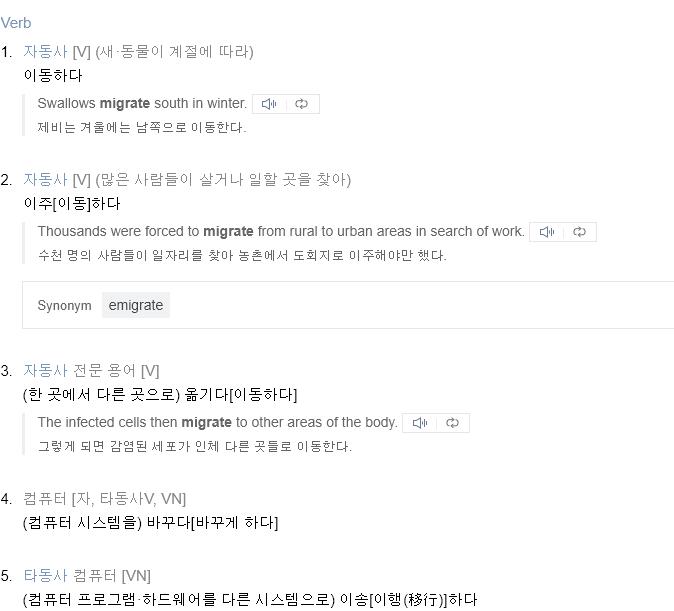 Verb
1. 자동사 [V] (새·동물이 계절에 따라)
이동하다
Swallows migrate south in winter.
제비는 겨울에는 남쪽으로 이동한다.
2. 자동사 [V] (많은 사람들이 살거나 일할 곳을 찾아)
이주[이동]하다
Thousands were forced to migrate from rural to urban areas in search of work.
수천 명의 사람들이 일자리를 찾아 농촌에서 도회지로 이주해야만 했다.
Synonym emigrate
3. 자동사 전문 용어 [V]
(한 곳에서 다른 곳으로) 옮기다[이동하다]
The infected cells then migrate to other areas of the body.
그렇게 되면 감염된 세포가 인체 다른 곳들로 이동한다.
4. 컴퓨터 [자, 타동사V, VN]
(컴퓨터 시스템을) 바꾸다[바꾸게 하다]
5. 타동사 컴퓨터 [VN]
(컴퓨터 프로그램·하드웨어를 다른 시스템으로) 이송[이행(移行)]하다